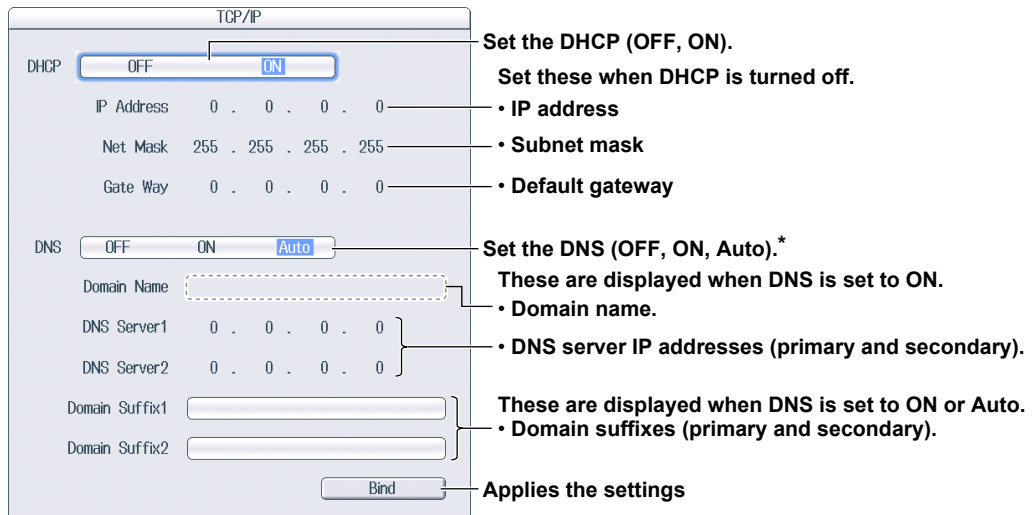 TCP/IP
Set the DHCP (OFF, ON).
DHCP OFF ON
Set these when DHCP is turned off.
IP Address 0 . 0 . 0 . 0 • IP address
Net Mask 255 . 255 . 255 . 255 • Subnet mask
Gate Way 0 . 0 . 0 . 0 • Default gateway
DNS OFF ON Auto Set the DNS (OFF, ON, Auto).*
These are displayed when DNS is set to ON.
Domain Name
• Domain name.
DNS Server1 0 . 0 . 0 . 0
• DNS server IP addresses (primary and secondary).
DNS Server2 0 . 0 . 0 . 0
These are displayed when DNS is set to ON or Auto.
Domain Suffix1
• Domain suffixes (primary and secondary).
Domain Suffix2
Bind Applies the settings